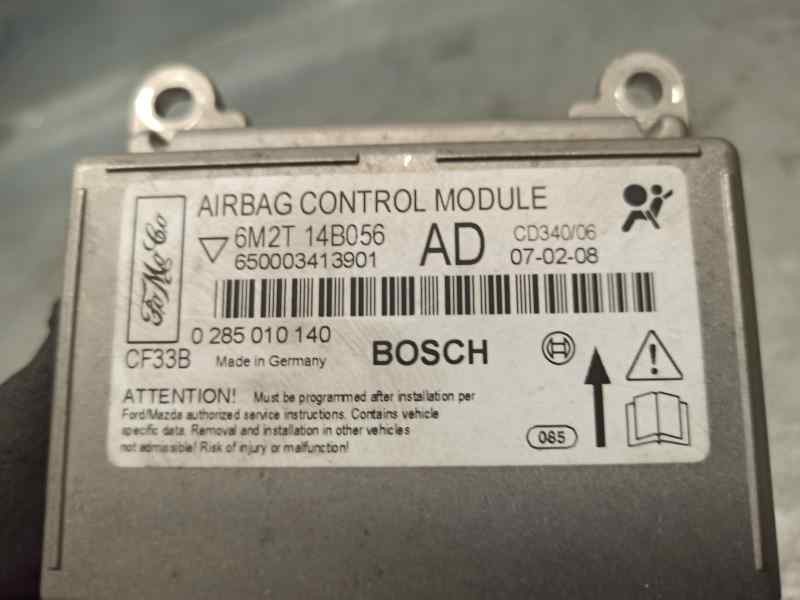 AIRBAG CONTROL MODULE
FoMoCo
6M2T 14B056 AD CD340/06
650003413901 07-02-08
0 285 010 140
CF33B Made in Germany BOSCH
ATTENTION! Must be programmed after installation per
Ford/Mazda authorized service instructions. Contains vehicle
specific data. Removal and installation in other vehicles
not admissible! Risk of injury or malfunction!
085